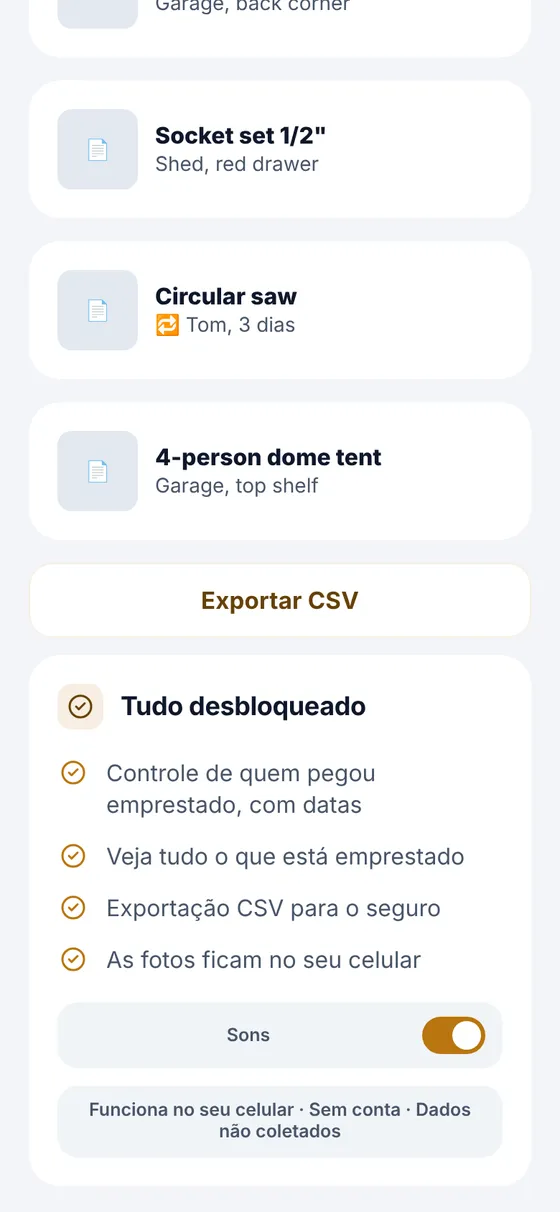 Garage, back corner
Socket set 1/2"
Shed, red drawer
Circular saw
🔁 Tom, 3 dias
4-person dome tent
Garage, top shelf
Exportar CSV
Tudo desbloqueado
Controle de quem pegou
emprestado, com datas
Veja tudo o que está emprestado
Exportação CSV para o seguro
As fotos ficam no seu celular
Sons
Funciona no seu celular · Sem conta · Dados
não coletados